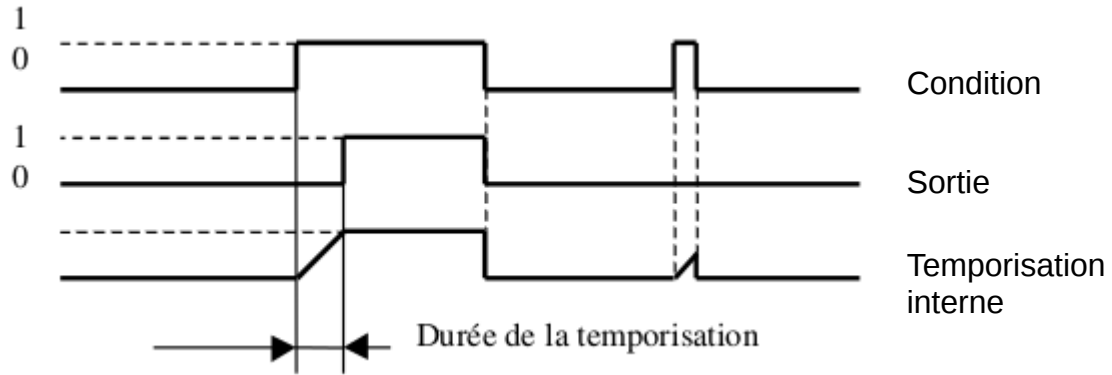 1
0
Condition
1
0
Sortie
Temporisation
interne
Durée de la temporisation